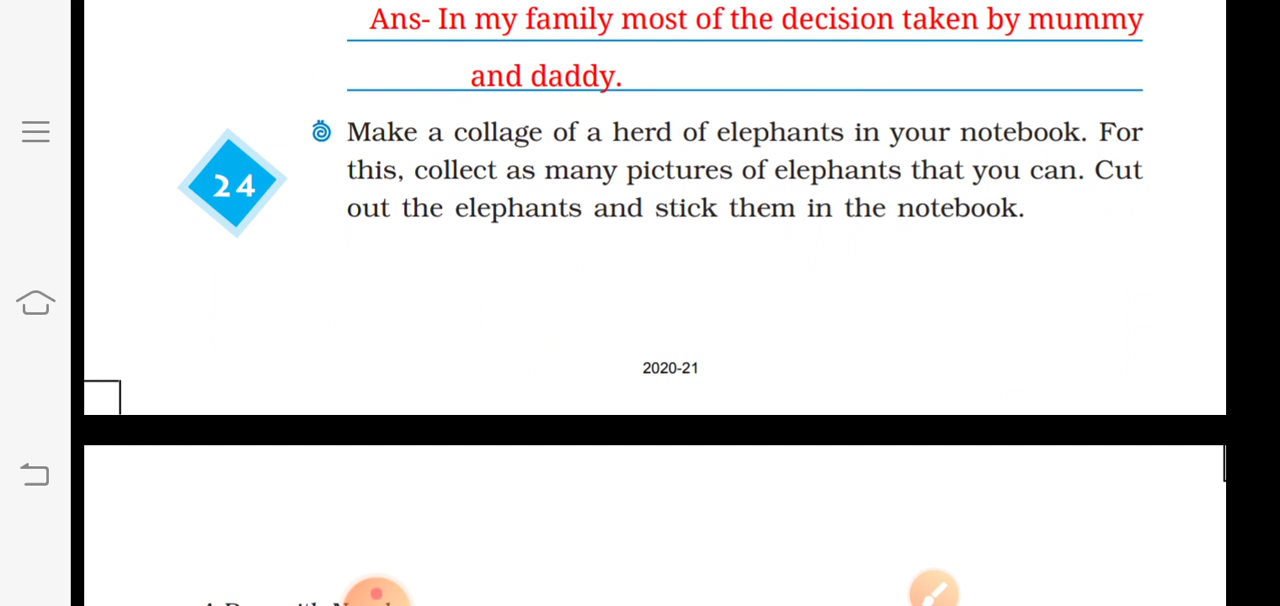 Ans- In my family most of the decision taken by mummy
and daddy.
Make a collage of a herd of elephants in your notebook. For
this, collect as many pictures of elephants that you can. Cut
24
out the elephants and stick them in the notebook.
2020-21